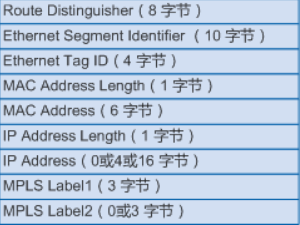 Route Distinguisher（8 字节）
Ethernet Segment Identifier （10 字节）
Ethernet Tag ID（4 字节）
MAC Address Length（1 字节）
MAC Address（6 字节）
IP Address Length（1 字节）
IP Address（0或4或16 字节）
MPLS Label1（3 字节）
MPLS Label2（0或3 字节）